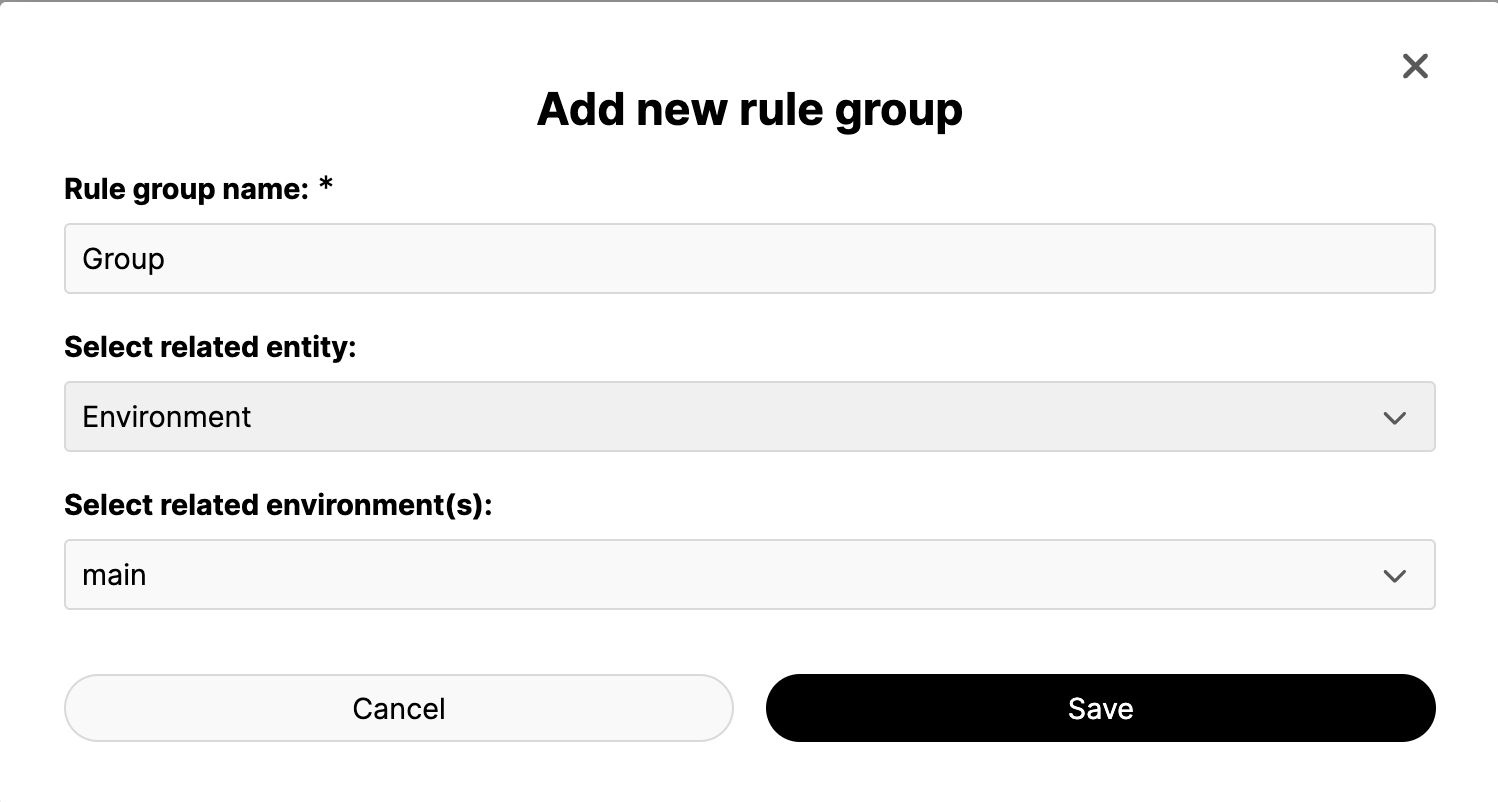 Add new rule group
Rule group name: *
Group
Select related entity:
Environment
Select related environment(s):
main
Cancel
Save